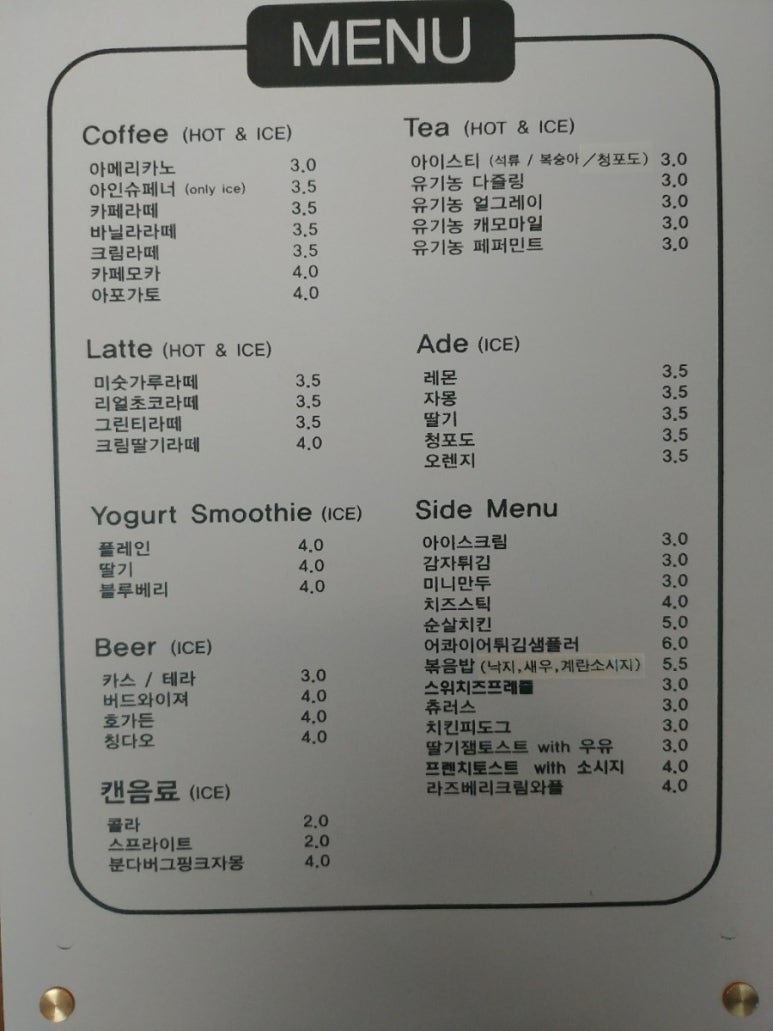 MENU
Coffee (HOT & ICE)
아메리카노 3.0
아인슈페너 (only ice) 3.5
카페라떼 3.5
바닐라라떼 3.5
크림라떼 3.5
카페모카 4.0
아포가토 4.0
Latte (HOT & ICE)
미숫가루라떼 3.5
리얼초코라떼 3.5
그린티라떼 3.5
크림딸기라떼 4.0
Yogurt Smoothie (ICE)
플레인 4.0
딸기 4.0
블루베리 4.0
Beer (ICE)
카스 / 테라 3.0
버드와이져 4.0
호가든 4.0
칭다오 4.0
캔음료 (ICE)
콜라 2.0
스프라이트 2.0
분다버그핑크자몽 4.0
Tea (HOT & ICE)
아이스티 (석류 / 복숭아 / 청포도) 3.0
유기농 다즐링 3.0
유기농 얼그레이 3.0
유기농 캐모마일 3.0
유기농 페퍼민트 3.0
Ade (ICE)
레몬 3.5
자몽 3.5
딸기 3.5
청포도 3.5
오렌지 3.5
Side Menu
아이스크림 3.0
감자튀김 3.0
미니만두 3.0
치즈스틱 4.0
순살치킨 5.0
어콰이어튀김샘플러 6.0
볶음밥 (낙지,새우,계란소시지) 5.5
스위치즈프레즐 3.0
츄러스 3.0
치킨피도그 3.0
딸기잼토스트 with 우유 3.0
프렌치토스트 with 소시지 4.0
라즈베리크림와플 4.0